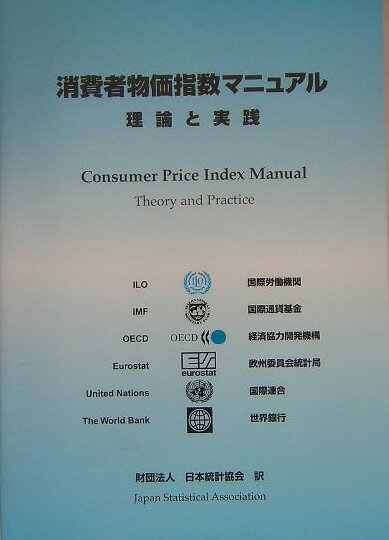 消費者物価指数マニュアル
理論と実践
Consumer Price Index Manual
Theory and Practice
ILO ILO 国際労働機関
IMF 国際通貨基金
OECD OECD 経済協力開発機構
Eurostat eurostat 欧州委員会統計局
United Nations 国際連合
The World Bank 世界銀行
財団法人 日本統計協会 訳
Japan Statistical Association